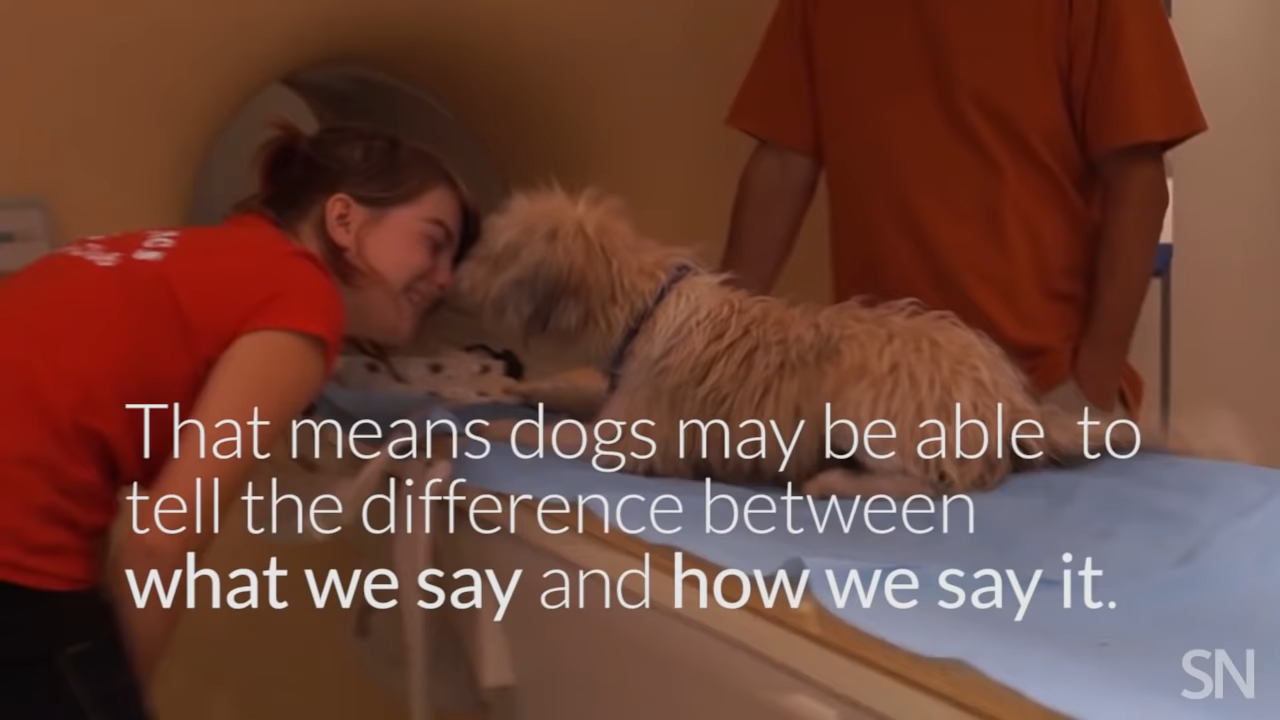 That means dogs may be able to
tell the difference between
what we say and how we say it.
SN